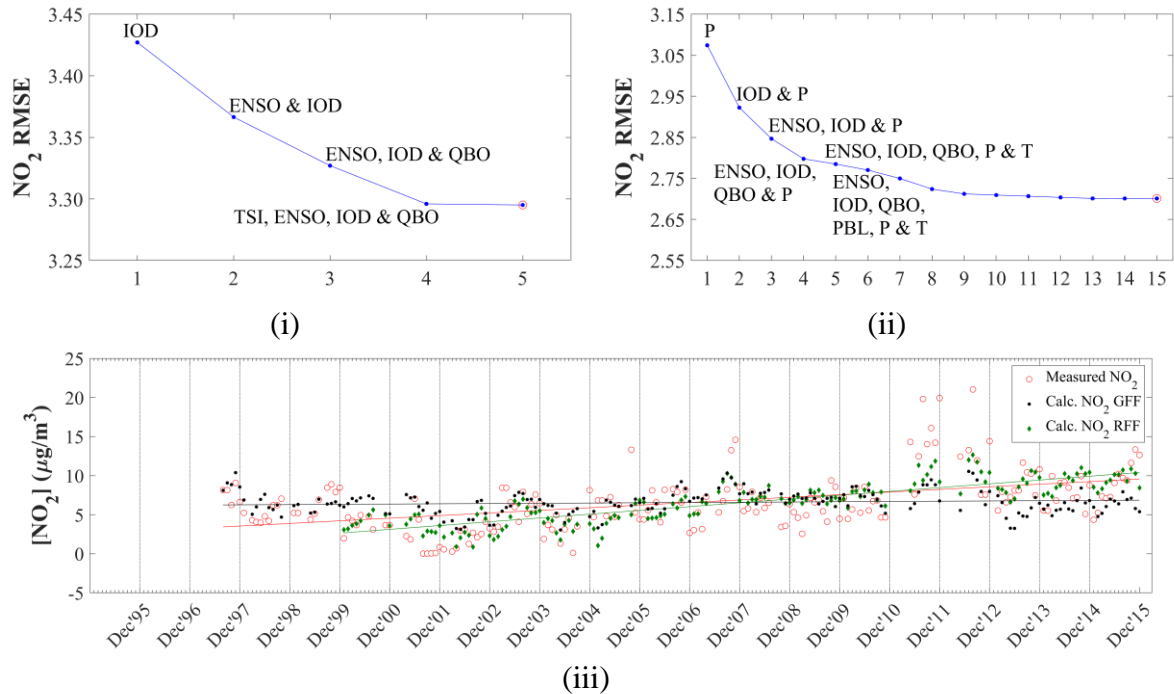 3.45
3.40
3.35
3.30
3.25
NO2 RMSE
IOD
ENSO & IOD
ENSO, IOD & QBO
TSI, ENSO, IOD & QBO
1 2 3 4 5
(i)
3.15
3.05
2.95
2.85
2.75
2.65
2.55
NO2 RMSE
P
IOD & P
ENSO, IOD & P
ENSO, IOD, QBO, P & T
ENSO, IOD,
QBO & P
ENSO,
IOD, QBO,
PBL, P & T
1 2 3 4 5 6 7 8 9 10 11 12 13 14 15
(ii)
25
20
15
10
5
0
-5
[NO2] (μg/m3)
Measured NO2
Calc. NO2 GFF
Calc. NO2 RFF
Dec'95 Dec'96 Dec'97 Dec'98 Dec'99 Dec'00 Dec'01 Dec'02 Dec'03 Dec'04 Dec'05 Dec'06 Dec'07 Dec'08 Dec'09 Dec'10 Dec'11 Dec'12 Dec'13 Dec'14 Dec'15
(iii)